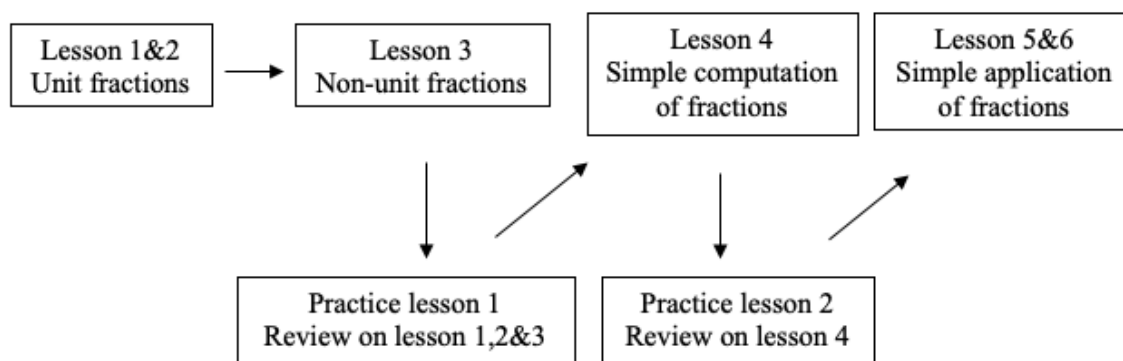 Lesson 1&2
Unit fractions
Lesson 3
Non-unit fractions
Lesson 4
Simple computation
of fractions
Lesson 5&6
Simple application
of fractions
Practice lesson 1
Review on lesson 1,2&3
Practice lesson 2
Review on lesson 4